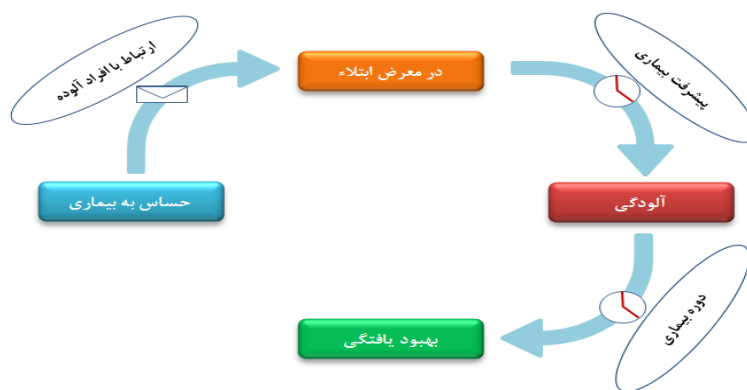 ارتباط با افراد آلوده
در معرض ابتلاء
پیشرفت بیماری
حساس به بیماری
آلودگی
دوره بیماری
بهبود یافتگی